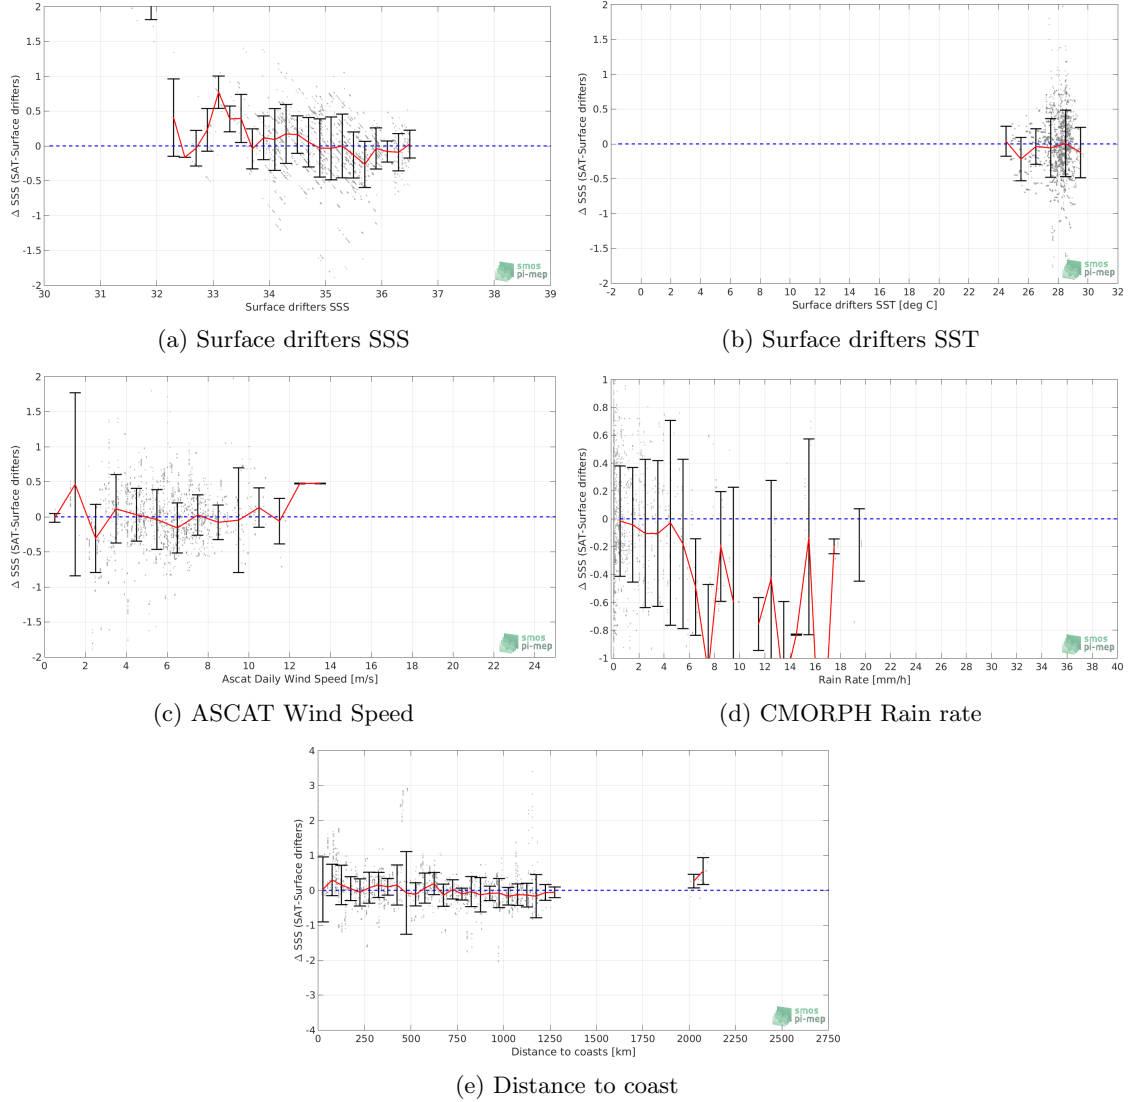 2
1.5
1
0.5
0
-0.5
-1
-1.5
-2
Δ SSS (SAT-Surface drifters)
30 31 32 33 34 35 36 37 38 39
Surface drifters SSS
smos
pi-mep
(a) Surface drifters SSS
2
1.5
1
0.5
0
-0.5
-1
-1.5
-2
Δ SSS (SAT-Surface drifters)
-2 0 2 4 6 8 10 12 14 16 18 20 22 24 26 28 30 32
Surface drifters SST [deg C]
smos
pi-mep
(b) Surface drifters SST
2
1.5
1
0.5
0
-0.5
-1
-1.5
-2
Δ SSS (SAT-Surface drifters)
0 2 4 6 8 10 12 14 16 18 20 22 24
Ascat Daily Wind Speed [m/s]
smos
pi-mep
(c) ASCAT Wind Speed
1
0.8
0.6
0.4
0.2
0
-0.2
-0.4
-0.6
-0.8
-1
Δ SSS (SAT-Surface drifters)
0 2 4 6 8 10 12 14 16 18 20 22 24 26 28 30 32 34 36 38 40
Rain Rate [mm/h]
smos
pi-mep
(d) CMORPH Rain rate
4
3
2
1
0
-1
-2
-3
-4
Δ SSS (SAT-Surface drifters)
0 250 500 750 1000 1250 1500 1750 2000 2250 2500 2750
Distance to coasts [km]
smos
pi-mep
(e) Distance to coast